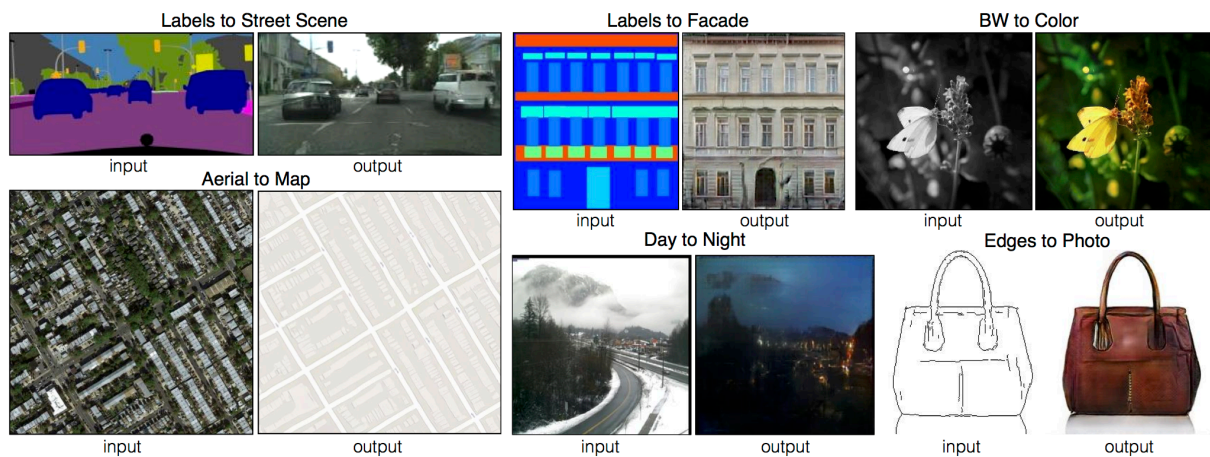 Labels to Street Scene
input
output
Aerial to Map
input
output
Labels to Facade
input
output
BW to Color
input
output
Day to Night
input
output
Edges to Photo
input
output